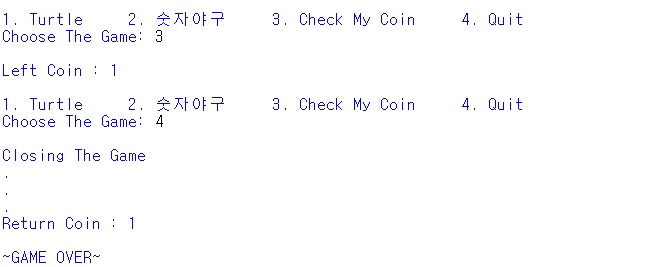 1. Turtle 2. 숫자야구 3. Check My Coin 4. Quit
Choose The Game: 3
Left Coin : 1
1. Turtle 2. 숫자야구 3. Check My Coin 4. Quit
Choose The Game: 4
Closing The Game
.
.
.
Return Coin : 1
~GAME OVER~